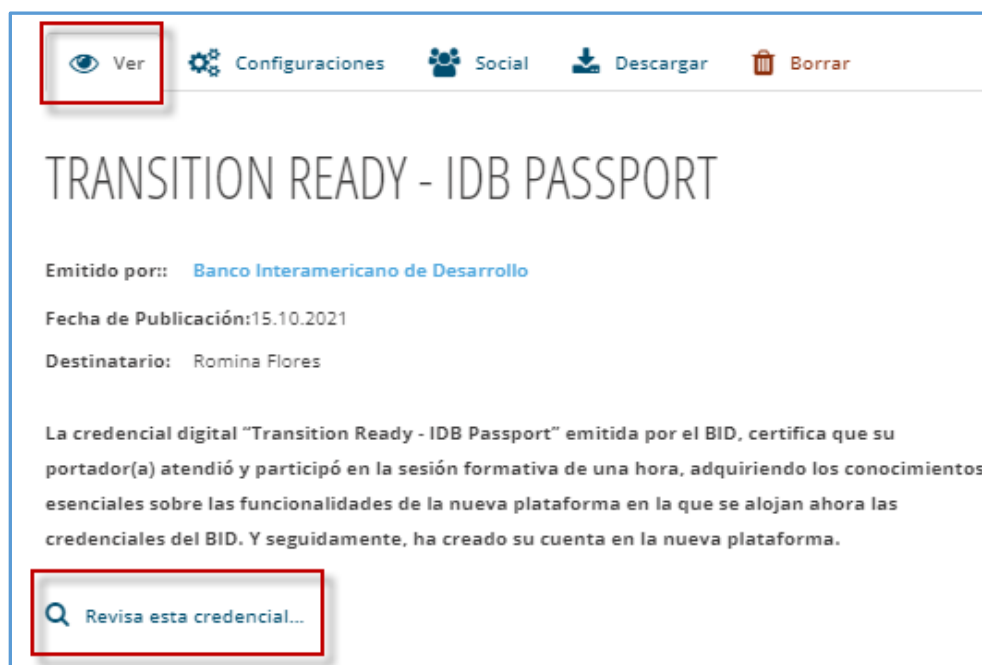 Ver Configuraciones Social Descargar Borrar
TRANSITION READY - IDB PASSPORT
Emitido por:: Banco Interamericano de Desarrollo
Fecha de Publicación:15.10.2021
Destinatario: Romina Flores
La credencial digital “Transition Ready - IDB Passport” emitida por el BID, certifica que su
portador(a) atendió y participó en la sesión formativa de una hora, adquiriendo los conocimientos
esenciales sobre las funcionalidades de la nueva plataforma en la que se alojan ahora las
credenciales del BID. Y seguidamente, ha creado su cuenta en la nueva plataforma.
Revisa esta credencial...